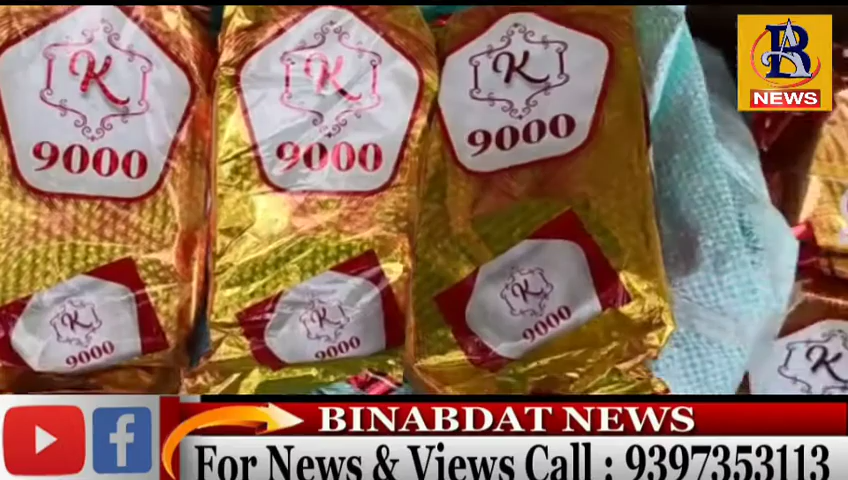 K
9000
K
9000
K
9000
B
NEWS
K
9000
K
9000
K
9000
K
BINABDAT NEWS
For News & Views Call : 9397353113